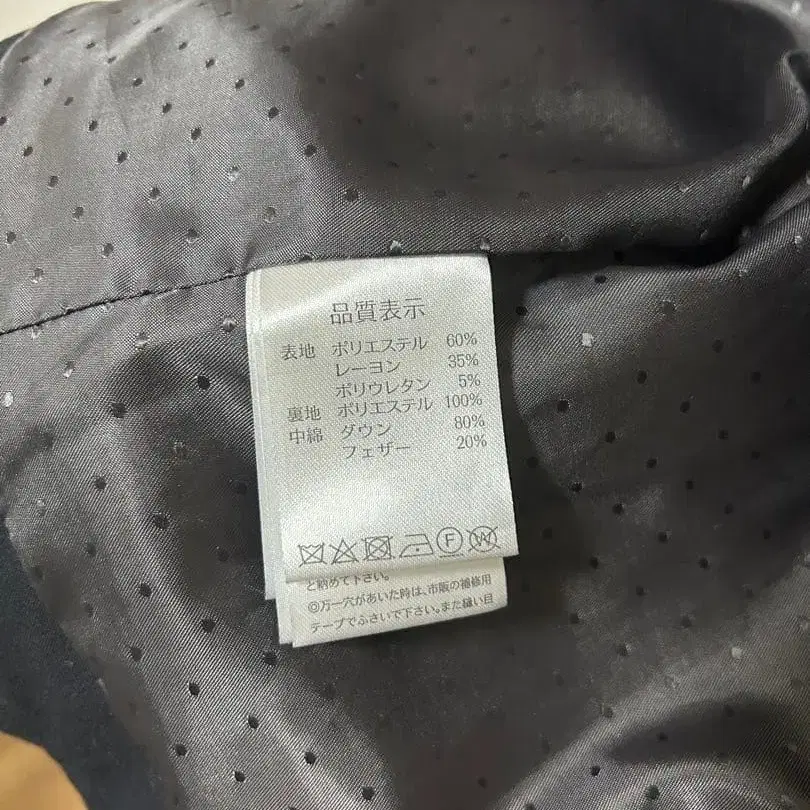 品質表示
表地 ポリエステル 60%
レーヨン 35%
ポリウレタン 5%
裏地 ポリエステル 100%
中綿 ダウン 80%
フェザー 20%
F W
と納めて下さい。
◎万一穴があいた時は、市販の補修用
テープでふさいで下さい。また縫い目